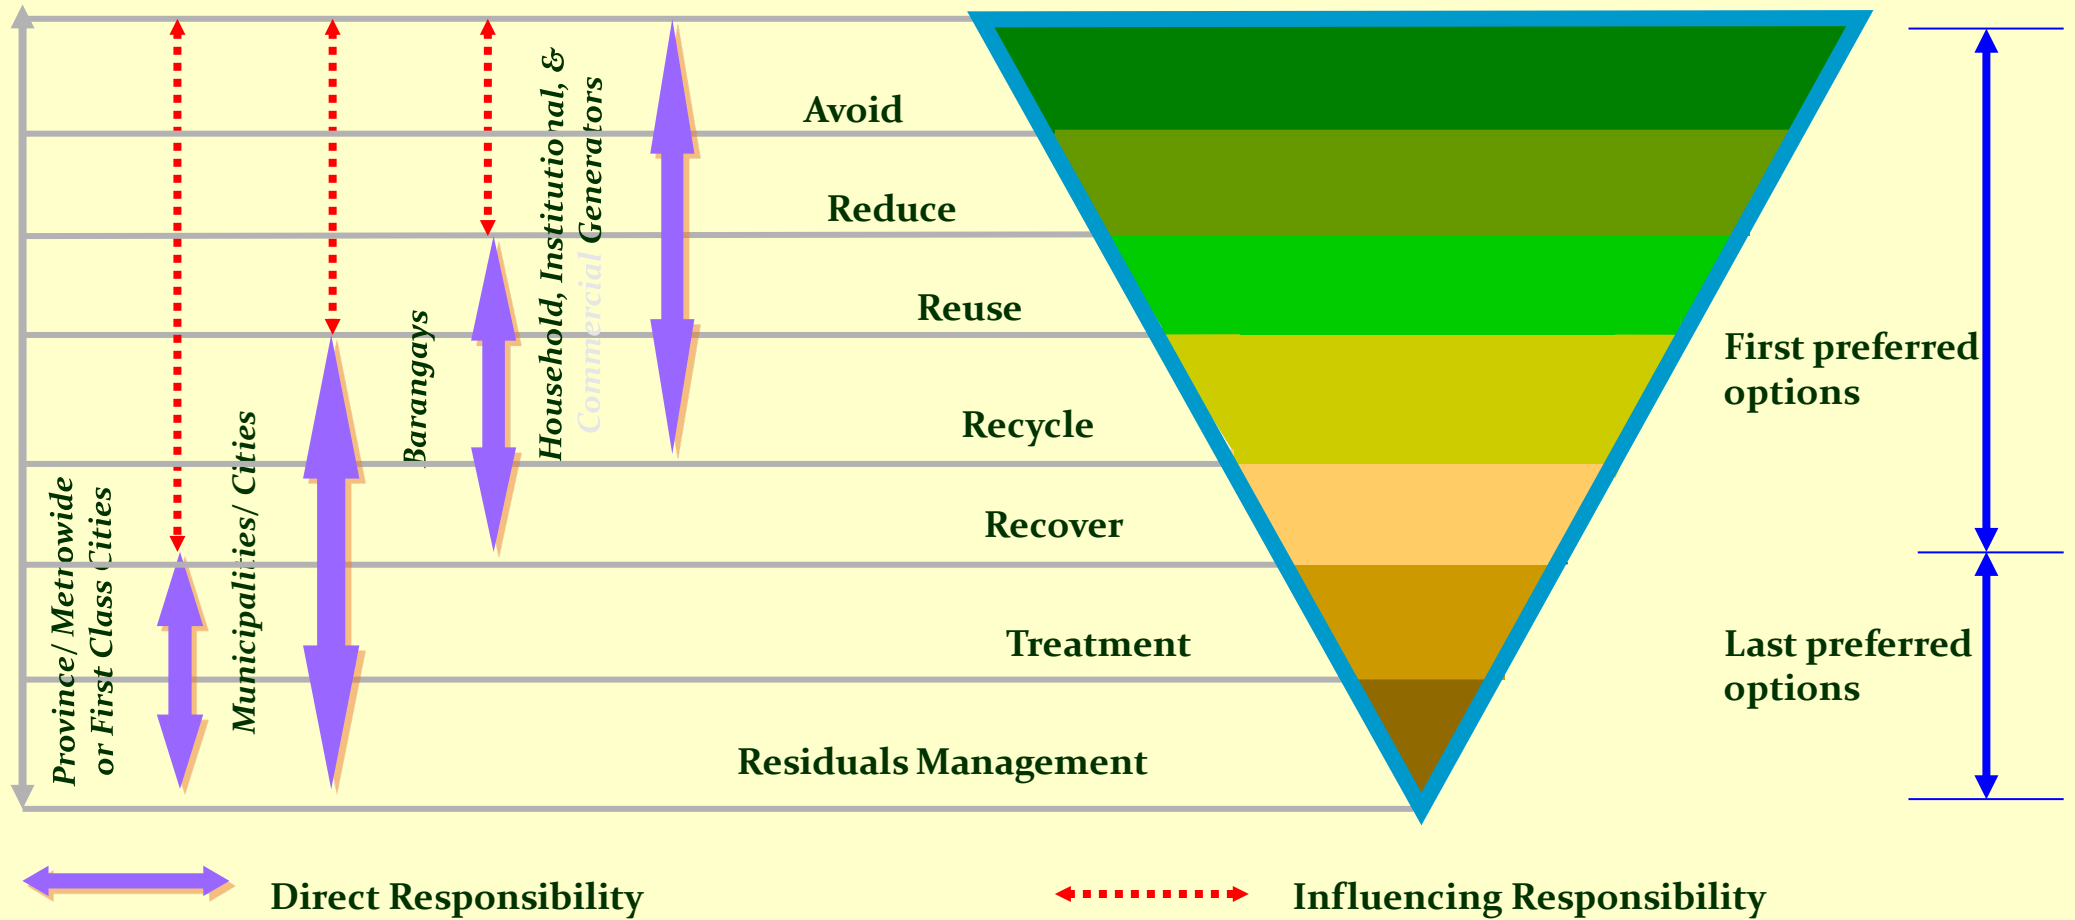 Avoid
Reduce
Reuse
Recycle
Recover
Treatment
Residuals Management
Province/ Metrowide
or First Class Cities
Municipalities/ Cities
Barangays
Household, Institutional, &
Commercial Generators
First preferred
options
Last preferred
options
Direct Responsibility
Influencing Responsibility